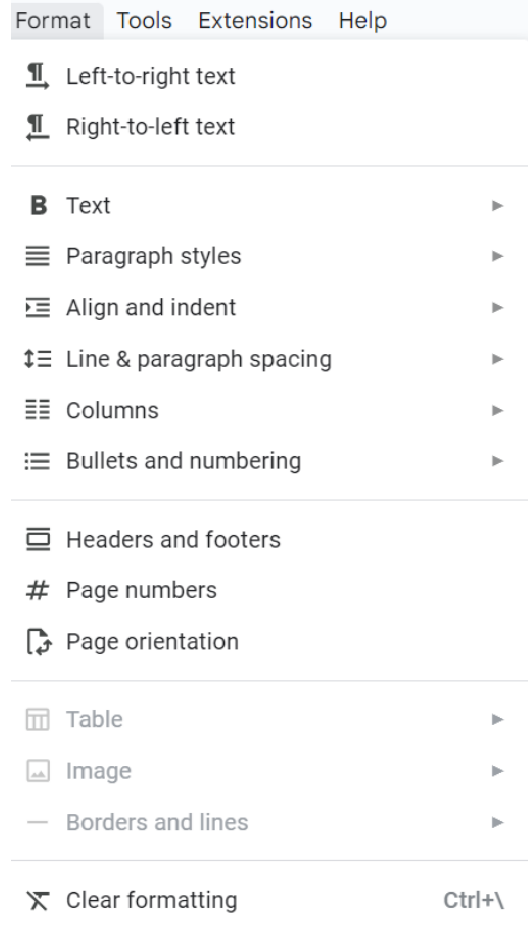 Format Tools Extensions Help
Left-to-right text
Right-to-left text
B Text
Paragraph styles
Align and indent
Line & paragraph spacing
Columns
Bullets and numbering
Headers and footers
# Page numbers
Page orientation
Table
Image
Borders and lines
Clear formatting Ctrl+\